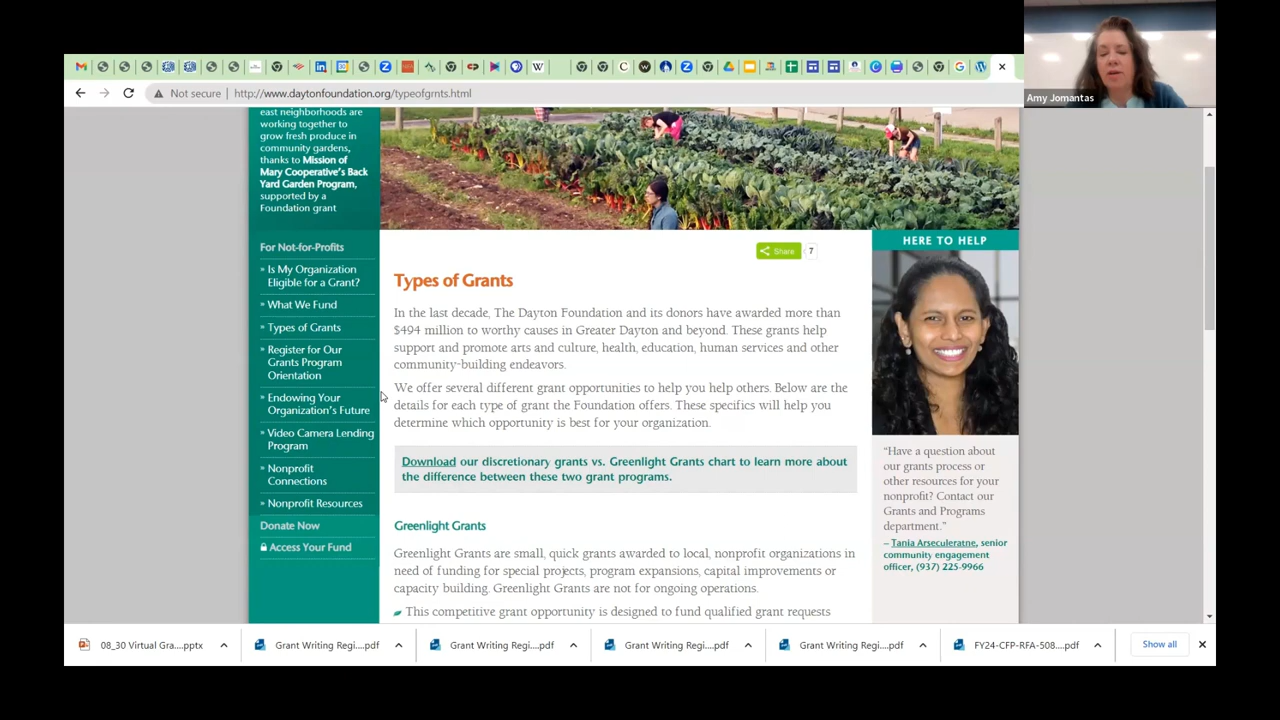 Not secure
http://www.daytonfoundation.org/typeofgrnts.html
Amy Jomantas
east neighborhoods are
working together to
grow fresh produce in
community gardens,
thanks to Mission of
Mary Cooperative's Back
Yard Garden Program,
supported by a
Foundation grant
For Not-for-Profits
» Is My Organization
Eligible for a Grant?
» What We Fund
» Types of Grants
» Register for Our
Grants Program
Orientation
» Endowing Your
Organization's Future
» Video Camera Lending
Program
» Nonprofit
Connections
» Nonprofit Resources
Donate Now
Access Your Fund
Share 7
Types of Grants
In the last decade, The Dayton Foundation and its donors have awarded more than
$494 million to worthy causes in Greater Dayton and beyond. These grants help
support and promote arts and culture, health, education, human services and other
community-building endeavors.
We offer several different grant opportunities to help you help others. Below are the
details for each type of grant the Foundation offers. These specifics will help you
determine which opportunity is best for your organization.
Download our discretionary grants vs. Greenlight Grants chart to learn more about
the difference between these two grant programs.
Greenlight Grants
Greenlight Grants are small, quick grants awarded to local, nonprofit organizations in
need of funding for special projects, program expansions, capital improvements or
capacity building. Greenlight Grants are not for ongoing operations.
This competitive grant opportunity is designed to fund qualified grant requests
HERE TO HELP
"Have a question about
our grants process or
other resources for your
nonprofit? Contact our
Grants and Programs
department."
– Tania Arseculeratne, senior
community engagement
officer, (937) 225-9966
08_30 Virtual Gra....pptx
Grant Writing Regi....pdf
Grant Writing Regi....pdf
Grant Writing Regi....pdf
Grant Writing Regi....pdf
FY24-CFP-RFA-508....pdf
Show all